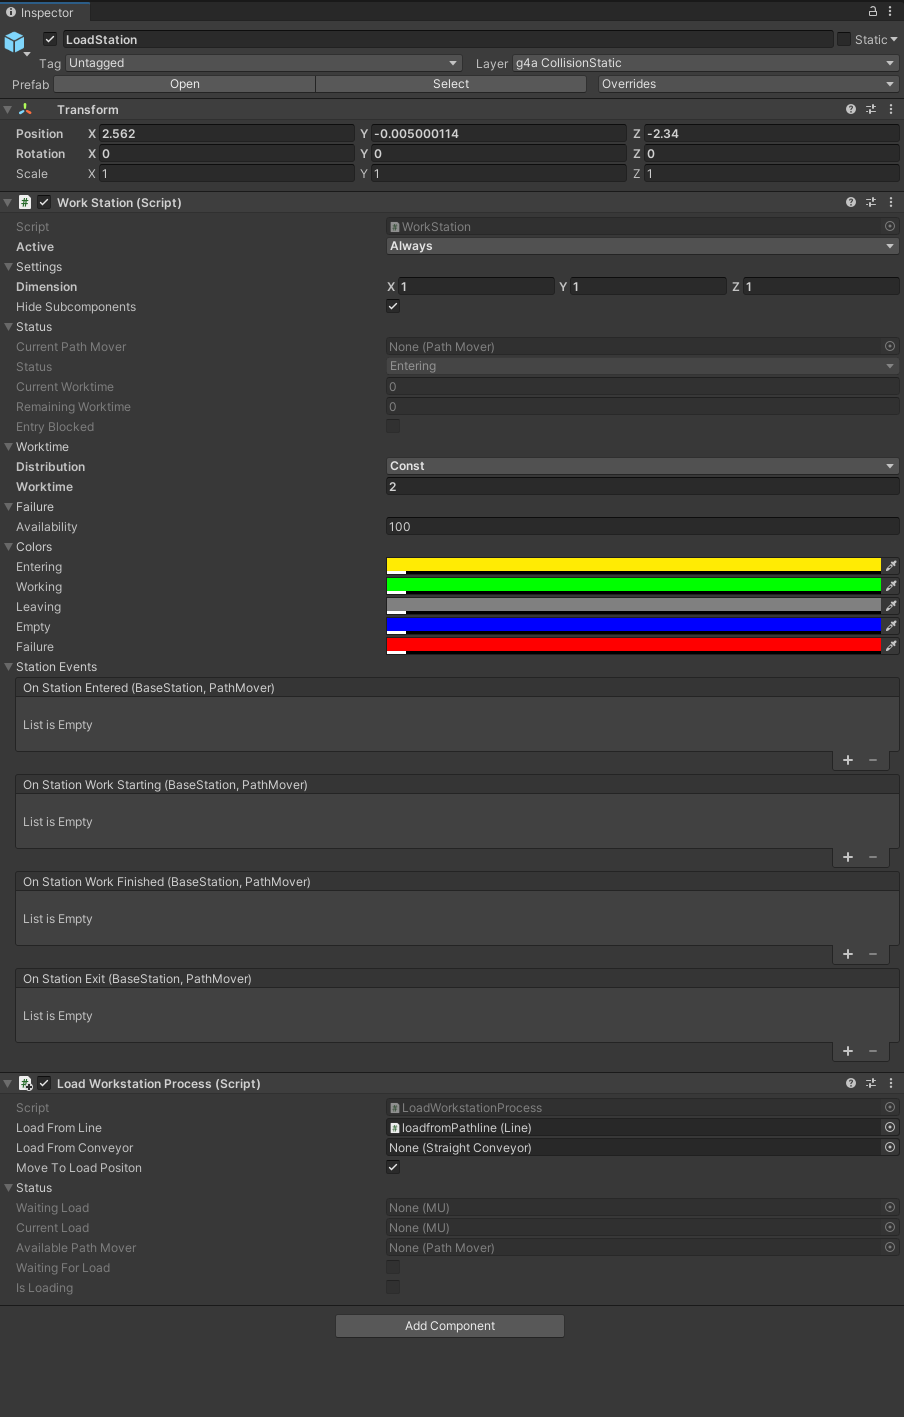 Inspector
LoadStation Static
Tag Untagged Layer g4a CollisionStatic
Prefab Open Select Overrides
Transform
Position X 2.562 Y -0.005000114 Z -2.34
Rotation X 0 Y 0 Z 0
Scale X 1 Y 1 Z 1
# Work Station (Script)
Script # WorkStation
Active Always
Settings
Dimension X 1 Y 1 Z 1
Hide Subcomponents
Status
Current Path Mover None (Path Mover)
Status Entering
Current Worktime 0
Remaining Worktime 0
Entry Blocked
Worktime
Distribution Const
Worktime 2
Failure
Availability 100
Colors
Entering
Working
Leaving
Empty
Failure
Station Events
On Station Entered (BaseStation, PathMover)
List is Empty
+ −
On Station Work Starting (BaseStation, PathMover)
List is Empty
+ −
On Station Work Finished (BaseStation, PathMover)
List is Empty
+ −
On Station Exit (BaseStation, PathMover)
List is Empty
+ −
# Load Workstation Process (Script)
Script # LoadWorkstationProcess
Load From Line # loadfromPathline (Line)
Load From Conveyor None (Straight Conveyor)
Move To Load Positon
Status
Waiting Load None (MU)
Current Load None (MU)
Available Path Mover None (Path Mover)
Waiting For Load
Is Loading
Add Component